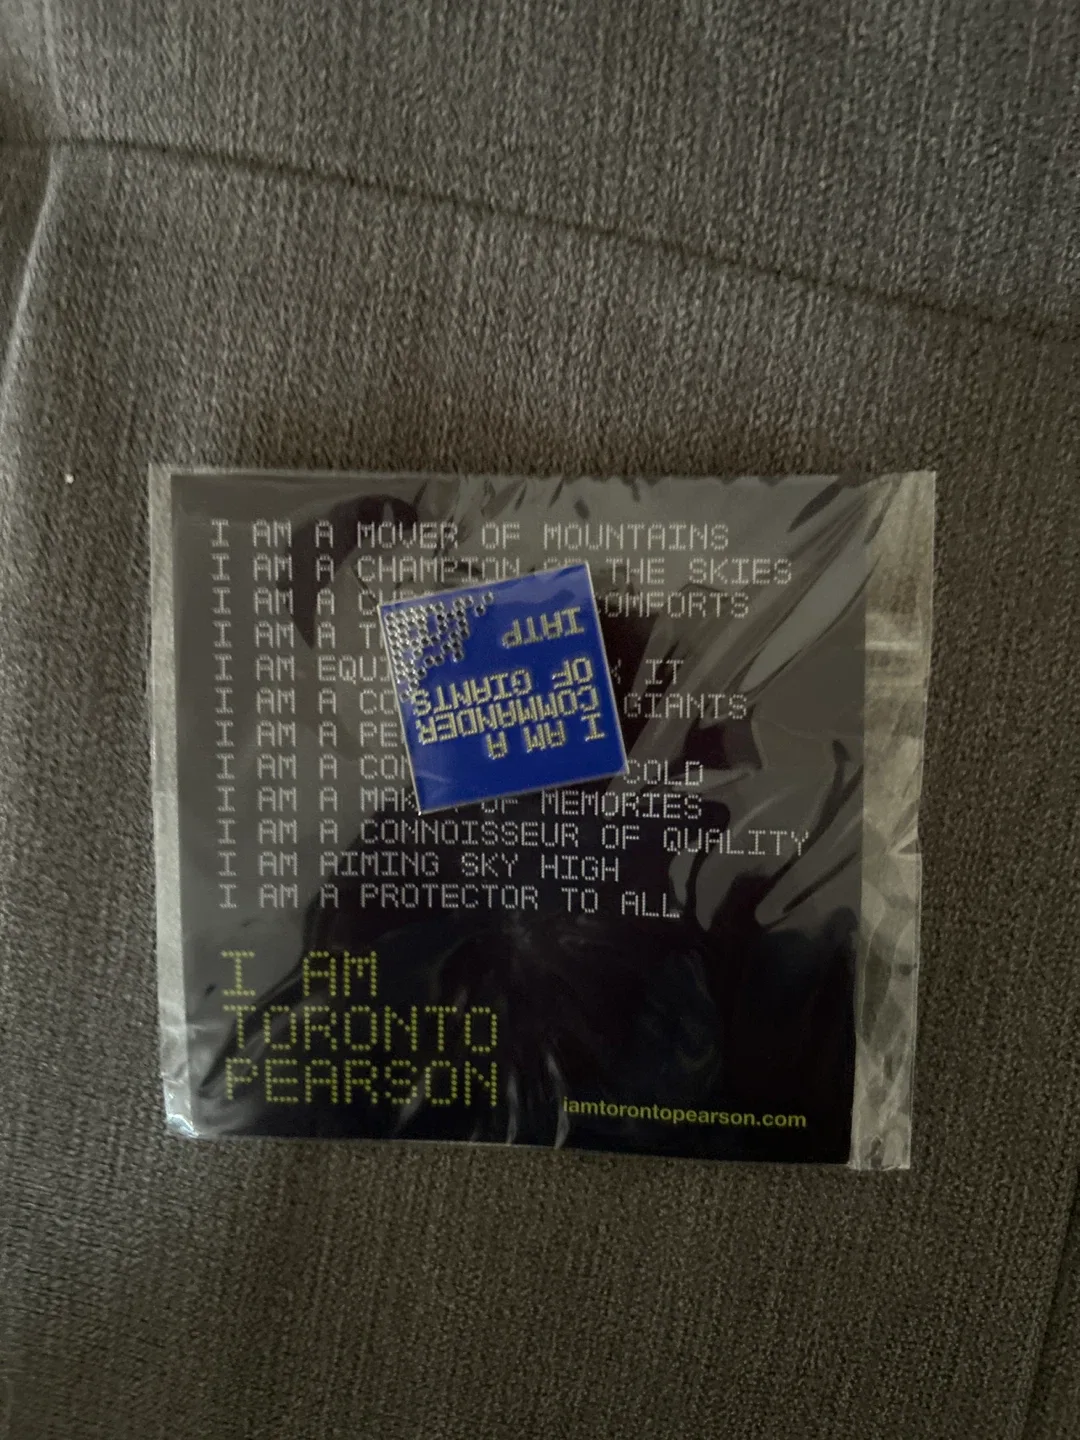 I AM A MOVER OF MOUNTAINS
I AM A CHAMPION OF THE SKIES
I AM A
I AM A
I AM IT
I AM A GIANTS
I AM A
I AM A COLD
I AM A OF MEMORIES
I AM A CONNOISSEUR OF QUALITY
I AM AIMING SKY HIGH
I AM A PROTECTOR TO ALL
I AM A
COMMANDER
OF GIANTS
IATP
I AM
TORONTO
PEARSON
iamtorontopearson.com